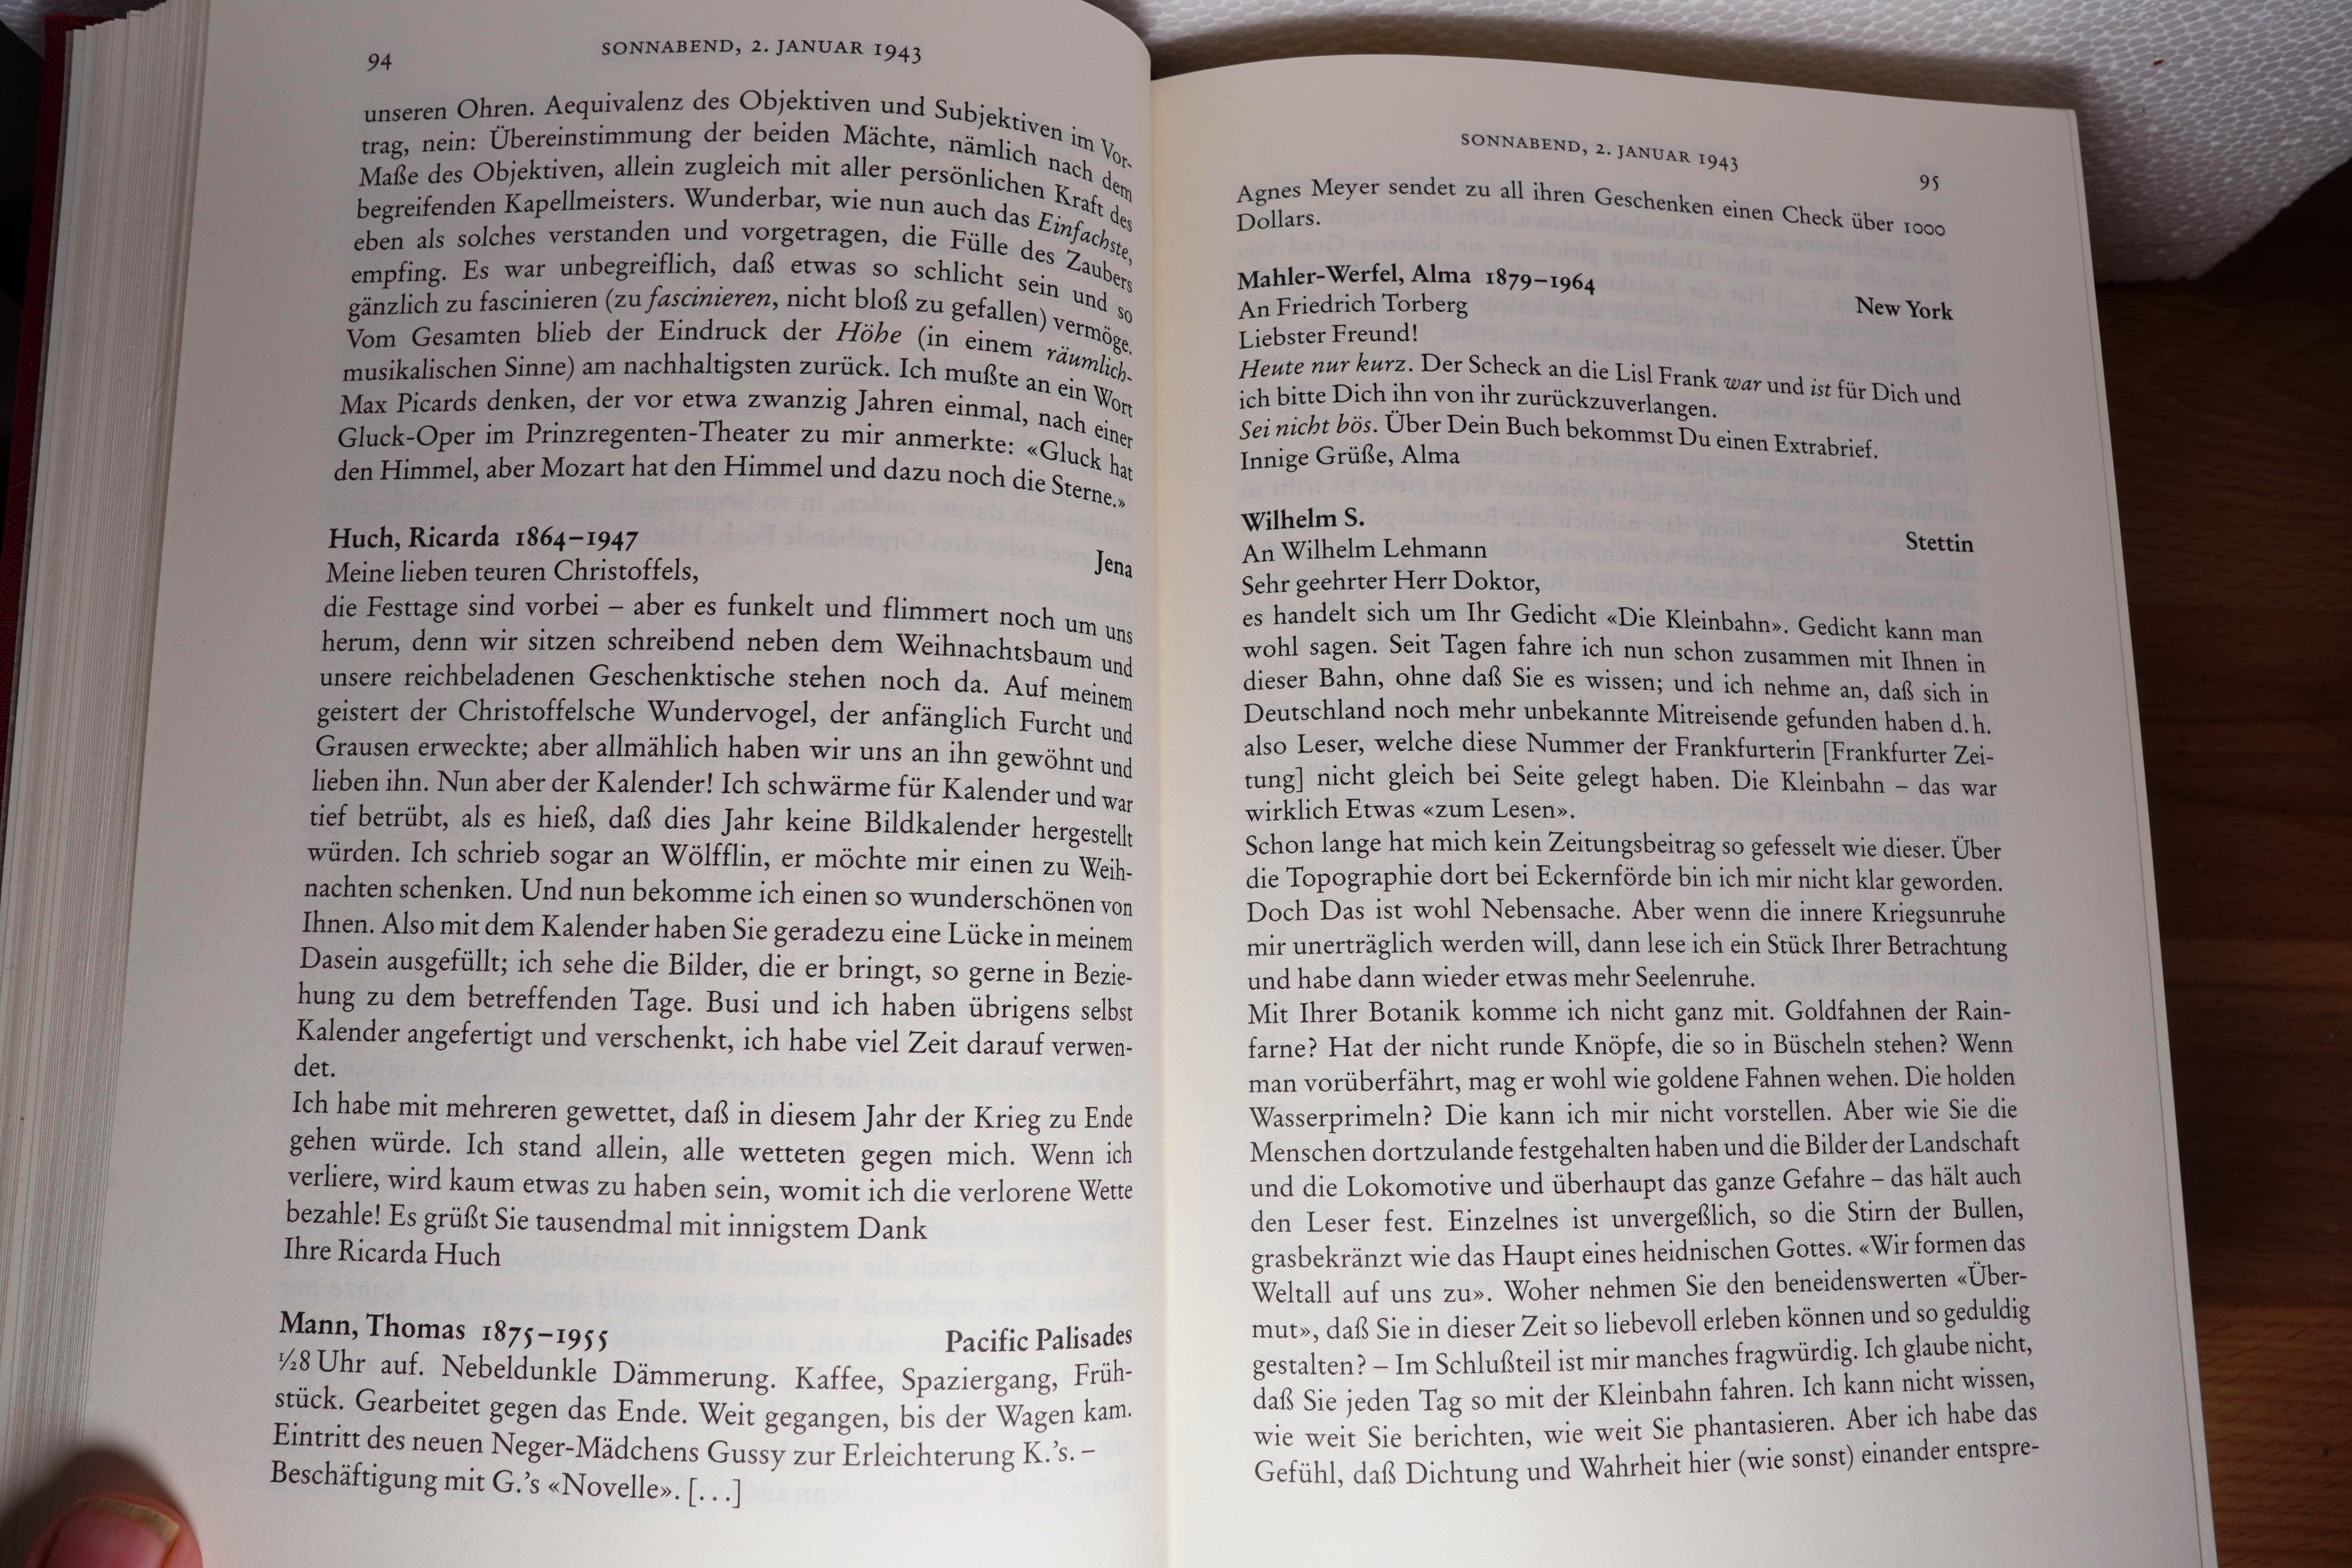 94
SONNABEND, 2. JANUAR 1943
unseren Ohren. Aequivalenz des Objektiven und Subjektiven im Vor-
trag, nein: Übereinstimmung der beiden Mächte, nämlich nach dem
Maße des Objektiven, allein zugleich mit aller persönlichen Kraft des
begreifenden Kapellmeisters. Wunderbar, wie nun auch das Einfachste,
eben als solches verstanden und vorgetragen, die Fülle des Zaubers
empfing. Es war unbegreiflich, daß etwas so schlicht sein und so
gänzlich zu fascinieren (zu fascinieren, nicht bloß zu gefallen) vermöge.
Vom Gesamten blieb der Eindruck der Höhe (in einem räumlich-
musikalischen Sinne) am nachhaltigsten zurück. Ich mußte an ein Wort
Max Picards denken, der vor etwa zwanzig Jahren einmal, nach einer
Gluck-Oper im Prinzregenten-Theater zu mir anmerkte: «Gluck hat
den Himmel, aber Mozart hat den Himmel und dazu noch die Sterne.»
Huch, Ricarda 1864–1947
Jena
Meine lieben teuren Christoffels,
die Festtage sind vorbei – aber es funkelt und flimmert noch um uns
herum, denn wir sitzen schreibend neben dem Weihnachtsbaum und
unsere reichbeladenen Geschenktische stehen noch da. Auf meinem
geistert der Christoffelsche Wundervogel, der anfänglich Furcht und
Grausen erweckte; aber allmählich haben wir uns an ihn gewöhnt und
lieben ihn. Nun aber der Kalender! Ich schwärme für Kalender und war
tief betrübt, als es hieß, daß dies Jahr keine Bildkalender hergestellt
würden. Ich schrieb sogar an Wölfflin, er möchte mir einen zu Weih-
nachten schenken. Und nun bekomme ich einen so wunderschönen von
Ihnen. Also mit dem Kalender haben Sie geradezu eine Lücke in meinem
Dasein ausgefüllt; ich sehe die Bilder, die er bringt, so gerne in Bezie-
hung zu dem betreffenden Tage. Busi und ich haben übrigens selbst
Kalender angefertigt und verschenkt, ich habe viel Zeit darauf verwen-
det.
Ich habe mit mehreren gewettet, daß in diesem Jahr der Krieg zu Ende
gehen würde. Ich stand allein, alle wetteten gegen mich. Wenn ich
verliere, wird kaum etwas zu haben sein, womit ich die verlorene Wette
bezahle! Es grüßt Sie tausendmal mit innigstem Dank
Ihre Ricarda Huch
Mann, Thomas 1875–1955
Pacific Palisades
½8 Uhr auf. Nebeldunkle Dämmerung. Kaffee, Spaziergang, Früh-
stück. Gearbeitet gegen das Ende. Weit gegangen, bis der Wagen kam.
Eintritt des neuen Neger-Mädchens Gussy zur Erleichterung K.'s. –
Beschäftigung mit G.'s «Novelle». [...]
SONNABEND, 2. JANUAR 1943
95
Agnes Meyer sendet zu all ihren Geschenken einen Check über 1000
Dollars.
Mahler-Werfel, Alma 1879–1964
New York
An Friedrich Torberg
Liebster Freund!
Heute nur kurz. Der Scheck an die Lisl Frank war und ist für Dich und
ich bitte Dich ihn von ihr zurückzuverlangen.
Sei nicht bös. Über Dein Buch bekommst Du einen Extrabrief.
Innige Grüße, Alma
Wilhelm S.
Stettin
An Wilhelm Lehmann
Sehr geehrter Herr Doktor,
es handelt sich um Ihr Gedicht «Die Kleinbahn». Gedicht kann man
wohl sagen. Seit Tagen fahre ich nun schon zusammen mit Ihnen in
dieser Bahn, ohne daß Sie es wissen; und ich nehme an, daß sich in
Deutschland noch mehr unbekannte Mitreisende gefunden haben d. h.
also Leser, welche diese Nummer der Frankfurterin [Frankfurter Zei-
tung] nicht gleich bei Seite gelegt haben. Die Kleinbahn – das war
wirklich Etwas «zum Lesen».
Schon lange hat mich kein Zeitungsbeitrag so gefesselt wie dieser. Über
die Topographie dort bei Eckernförde bin ich mir nicht klar geworden.
Doch Das ist wohl Nebensache. Aber wenn die innere Kriegsunruhe
mir unerträglich werden will, dann lese ich ein Stück Ihrer Betrachtung
und habe dann wieder etwas mehr Seelenruhe.
Mit Ihrer Botanik komme ich nicht ganz mit. Goldfahnen der Rain-
farne? Hat der nicht runde Knöpfe, die so in Büscheln stehen? Wenn
man vorüberfährt, mag er wohl wie goldene Fahnen wehen. Die holden
Wasserprimeln? Die kann ich mir nicht vorstellen. Aber wie Sie die
Menschen dortzulande festgehalten haben und die Bilder der Landschaft
und die Lokomotive und überhaupt das ganze Gefahre – das hält auch
den Leser fest. Einzelnes ist unvergeßlich, so die Stirn der Bullen,
grasbekränzt wie das Haupt eines heidnischen Gottes. «Wir formen das
Weltall auf uns zu». Woher nehmen Sie den beneidenswerten «Über-
mut», daß Sie in dieser Zeit so liebevoll erleben können und so geduldig
gestalten? – Im Schlußteil ist mir manches fragwürdig. Ich glaube nicht,
daß Sie jeden Tag so mit der Kleinbahn fahren. Ich kann nicht wissen,
wie weit Sie berichten, wie weit Sie phantasieren. Aber ich habe das
Gefühl, daß Dichtung und Wahrheit hier (wie sonst) einander entspre-